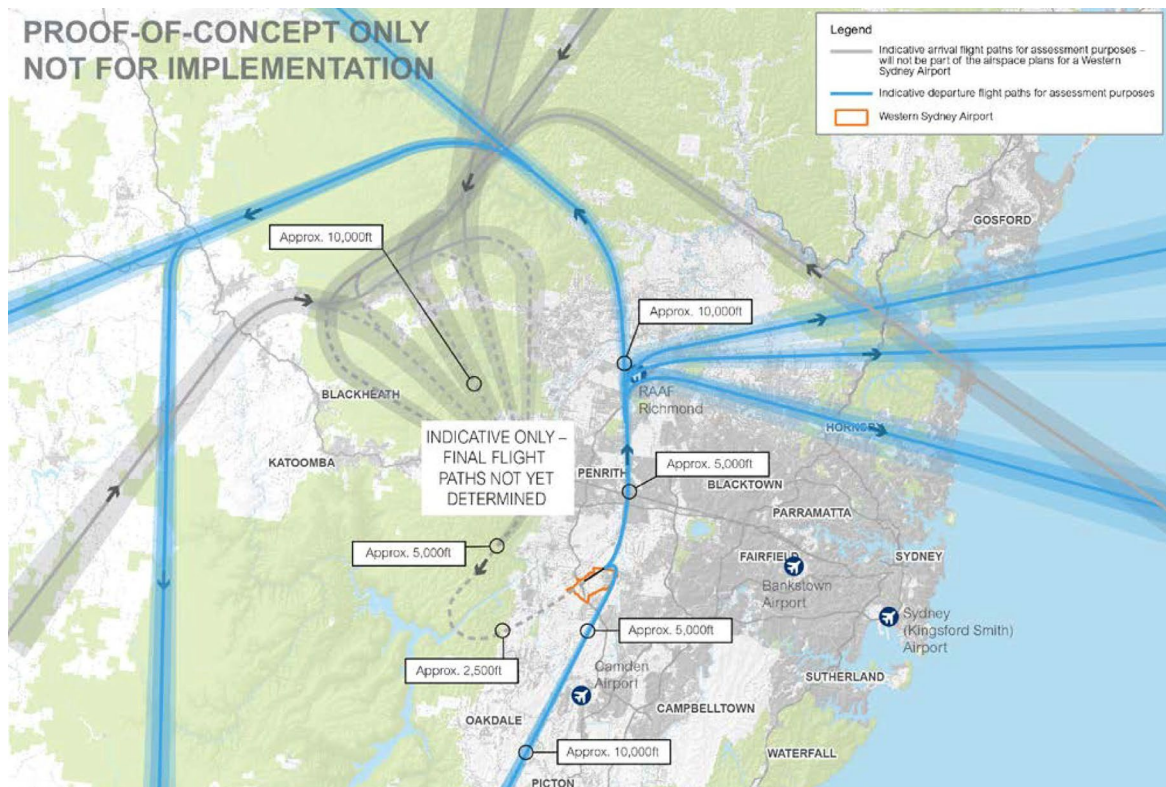 PROOF-OF-CONCEPT ONLY
NOT FOR IMPLEMENTATION
Legend
Indicative arrival flight paths for assessment purposes –
will not be part of the airspace plans for a Western
Sydney Airport
Indicative departure flight paths for assessment purposes
Western Sydney Airport
GOSFORD
Approx. 10,000ft
Approx. 10,000ft
RAAF
Richmond
BLACKHEATH
HORNSBY
INDICATIVE ONLY –
FINAL FLIGHT
PATHS NOT YET
DETERMINED
KATOOMBA
PENRITH
Approx. 5,000ft
BLACKTOWN
PARRAMATTA
Approx. 5,000ft
FAIRFIELD
SYDNEY
Bankstown
Airport
Sydney
(Kingsford Smith)
Airport
Approx. 5,000ft
Approx. 2,500ft
Camden
Airport
SUTHERLAND
OAKDALE
CAMPBELLTOWN
Approx. 10,000ft
WATERFALL
PICTON